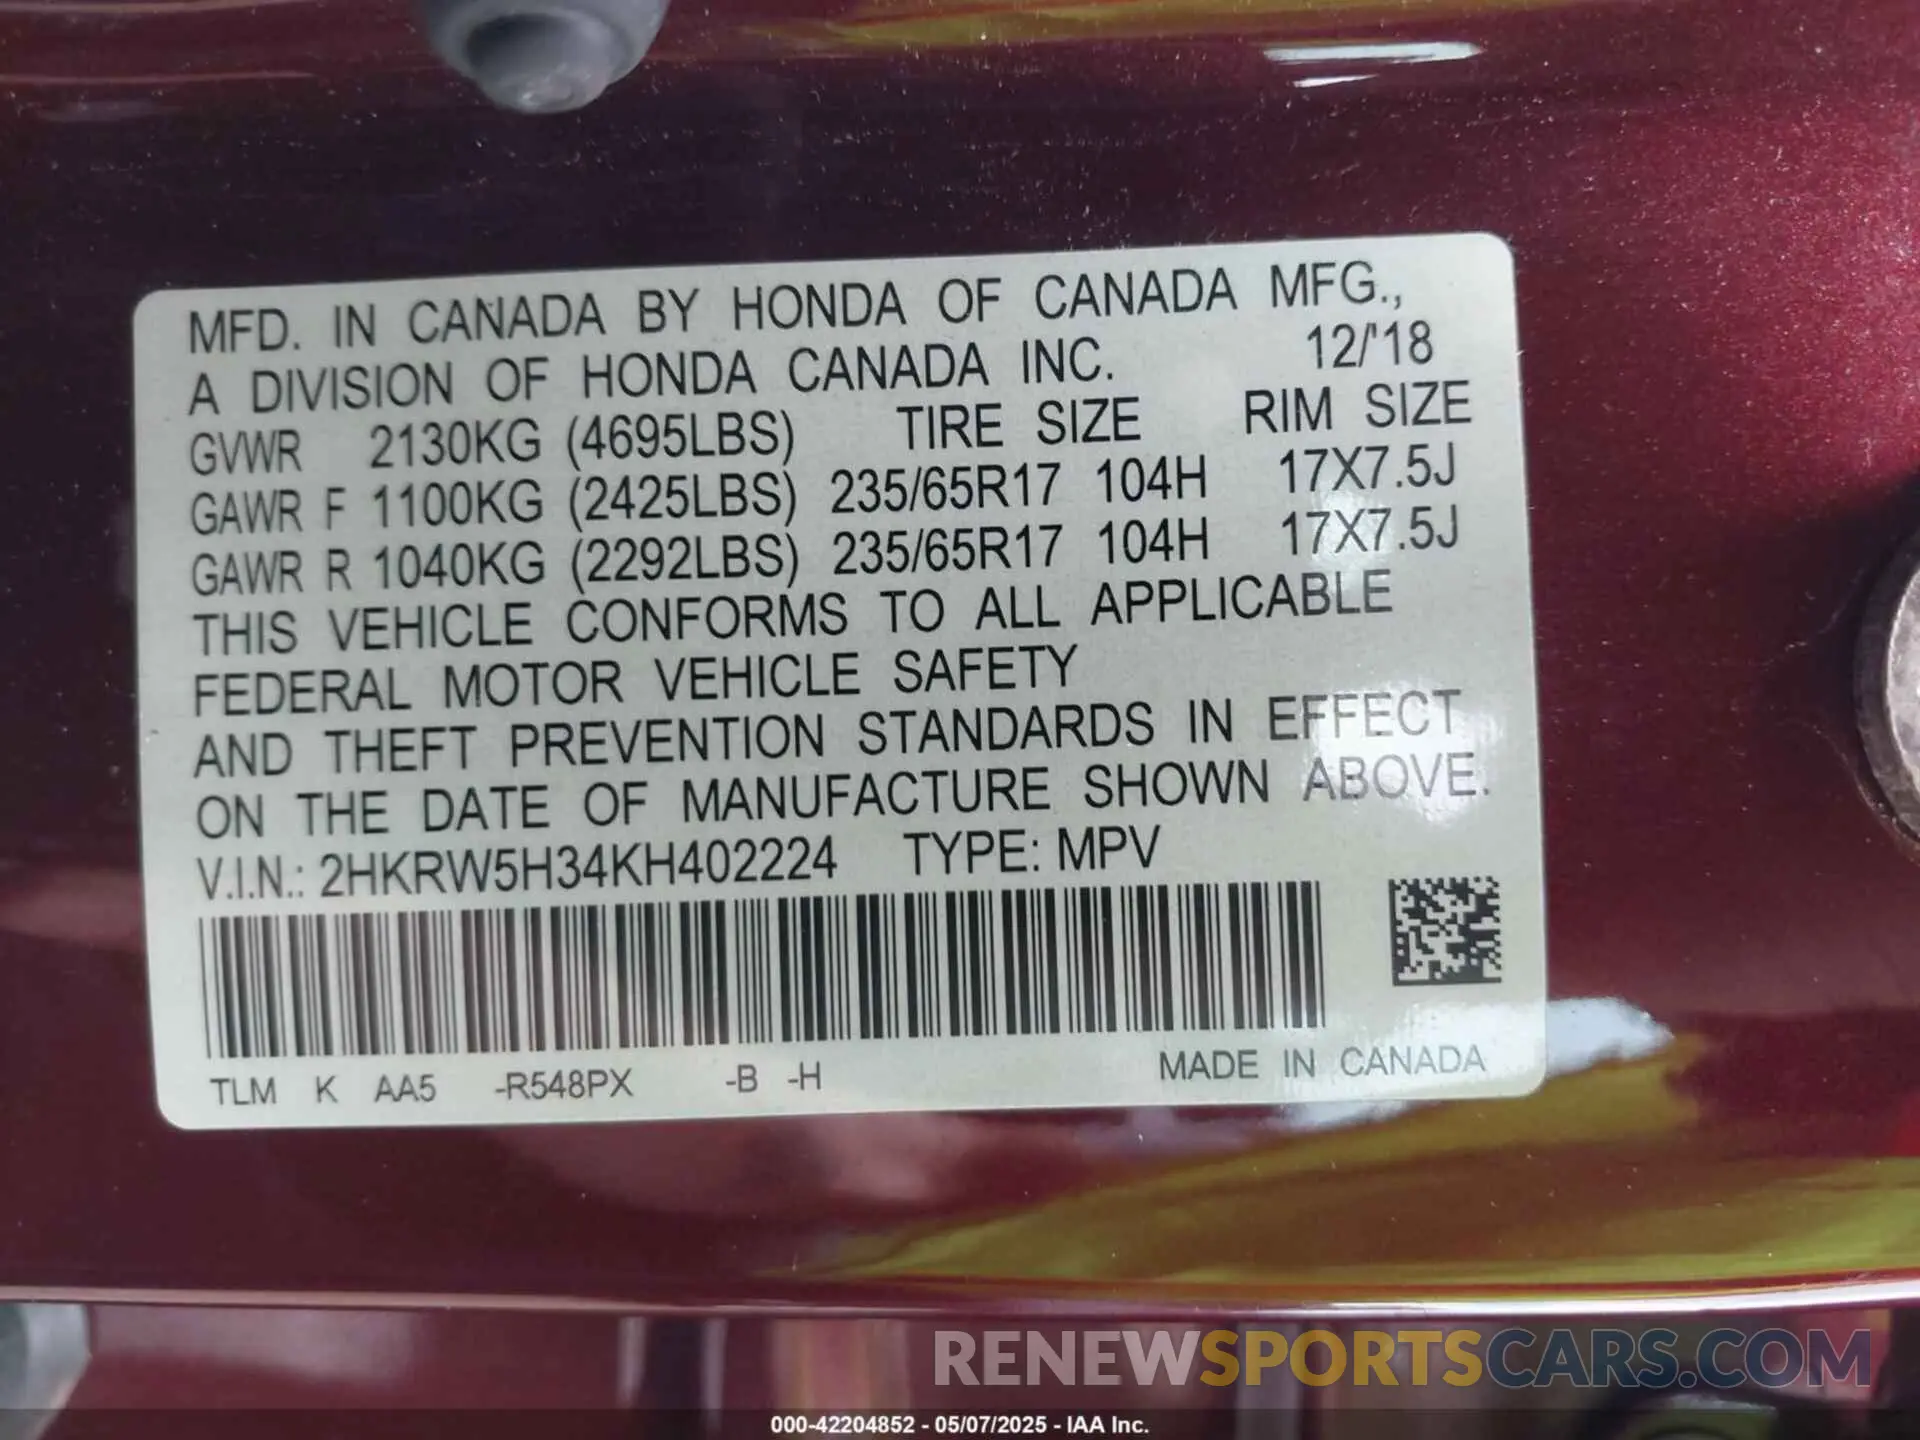 MFD. IN CANADA BY HONDA OF CANADA MFG.,
A DIVISION OF HONDA CANADA INC. 12/'18
GVWR 2130KG (4695LBS) TIRE SIZE RIM SIZE
GAWR F 1100KG (2425LBS) 235/65R17 104H 17X7.5J
GAWR R 1040KG (2292LBS) 235/65R17 104H 17X7.5J
THIS VEHICLE CONFORMS TO ALL APPLICABLE
FEDERAL MOTOR VEHICLE SAFETY
AND THEFT PREVENTION STANDARDS IN EFFECT
ON THE DATE OF MANUFACTURE SHOWN ABOVE.
V.I.N.: 2HKRW5H34KH402224 TYPE: MPV
TLM K AA5 -R548PX -B -H MADE IN CANADA
RENEWSPORTSCARS.COM
000-42204852 - 05/07/2025 - IAA Inc.